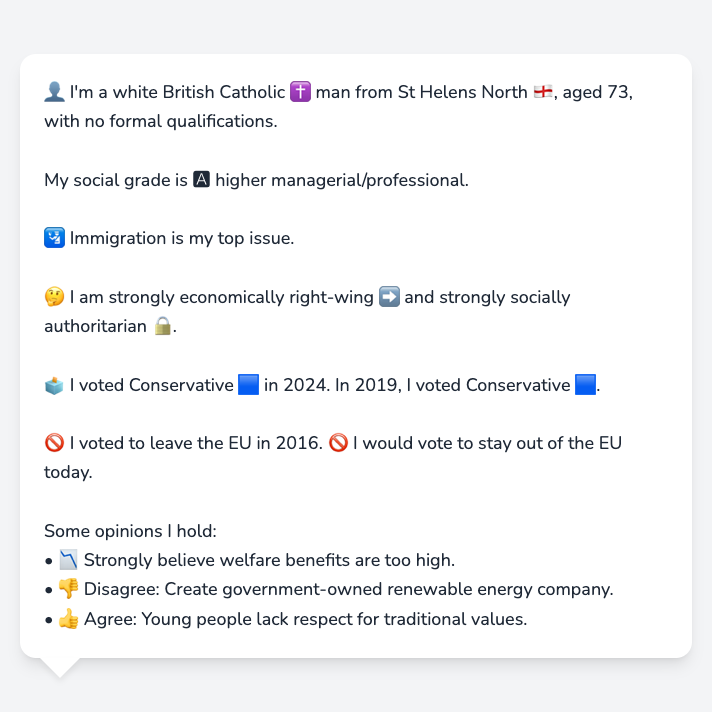 👤 I'm a white British Catholic ✝️ man from St Helens North 🏴󠁧󠁢󠁥󠁮󠁧󠁿, aged 73,
with no formal qualifications.
My social grade is 🅰 higher managerial/professional.
🛂 Immigration is my top issue.
🤔 I am strongly economically right-wing ➡️ and strongly socially
authoritarian 🔒.
🗳️ I voted Conservative 🟦 in 2024. In 2019, I voted Conservative 🟦.
🚫 I voted to leave the EU in 2016. 🚫 I would vote to stay out of the EU
today.
Some opinions I hold:
• 📉 Strongly believe welfare benefits are too high.
• 👎 Disagree: Create government-owned renewable energy company.
• 👍 Agree: Young people lack respect for traditional values.